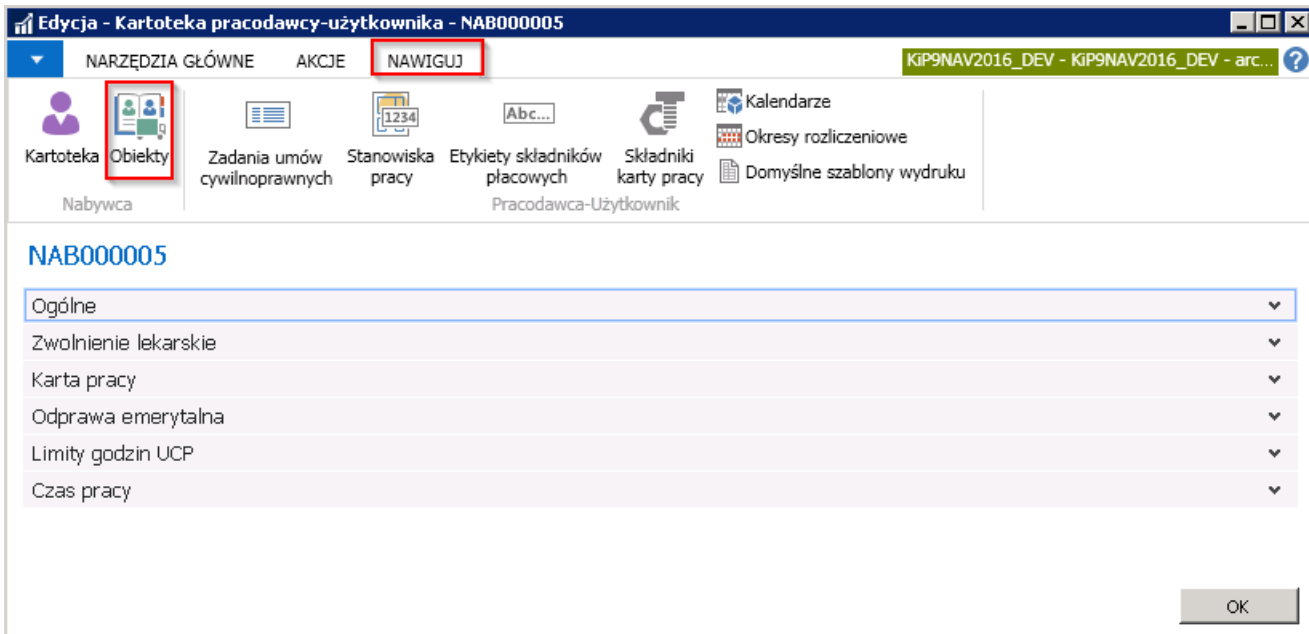 Edycja - Kartoteka pracodawcy-użytkownika - NAB000005
NARZĘDZIA GŁÓWNE AKCJE NAWIGUJ KiP9NAV2016_DEV - KiP9NAV2016_DEV - arc... ?
Kartoteka Obiekty
Nabywca
1234
Abc...
Zadania umów cywilnoprawnych
Stanowiska pracy
Etykiety składników płacowych
Składniki karty pracy
Kalendarze
Okresy rozliczeniowe
Domyślne szablony wydruku
Pracodawca-Użytkownik
NAB000005
Ogólne
Zwolnienie lekarskie
Karta pracy
Odprawa emerytalna
Limity godzin UCP
Czas pracy
OK